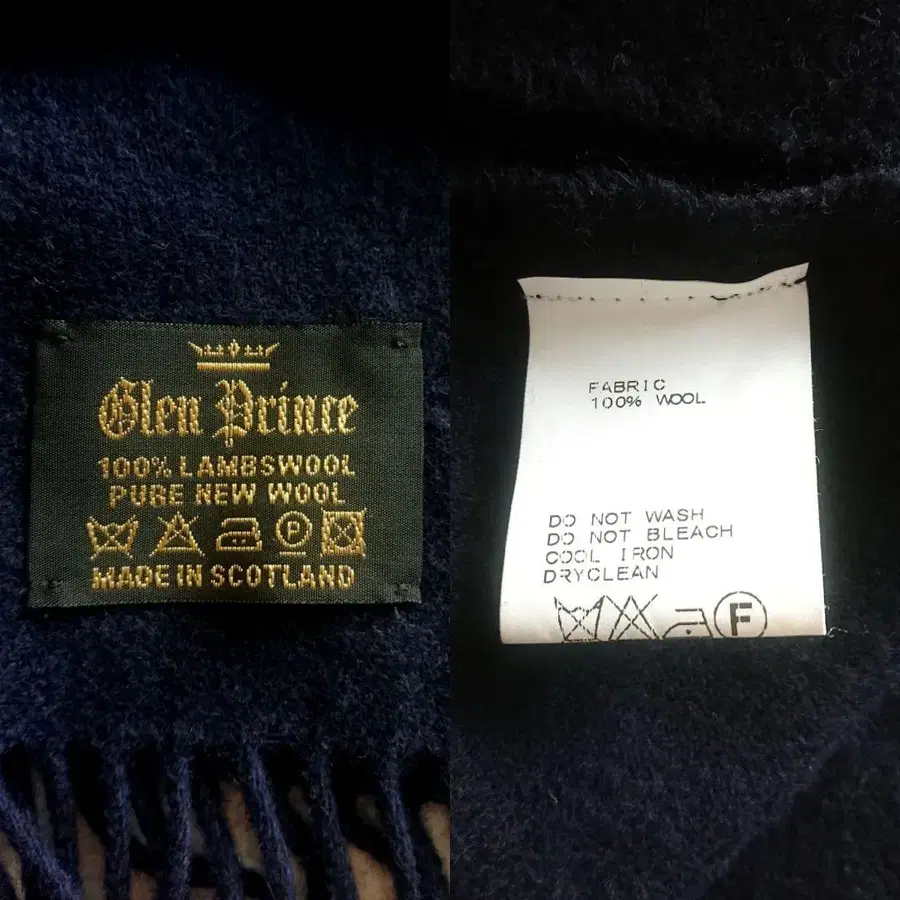 Glen Prince
100% LAMBSWOOL
PURE NEW WOOL
P
MADE IN SCOTLAND
FABRIC
100% WOOL
DO NOT WASH
DO NOT BLEACH
COOL IRON
DRYCLEAN
F